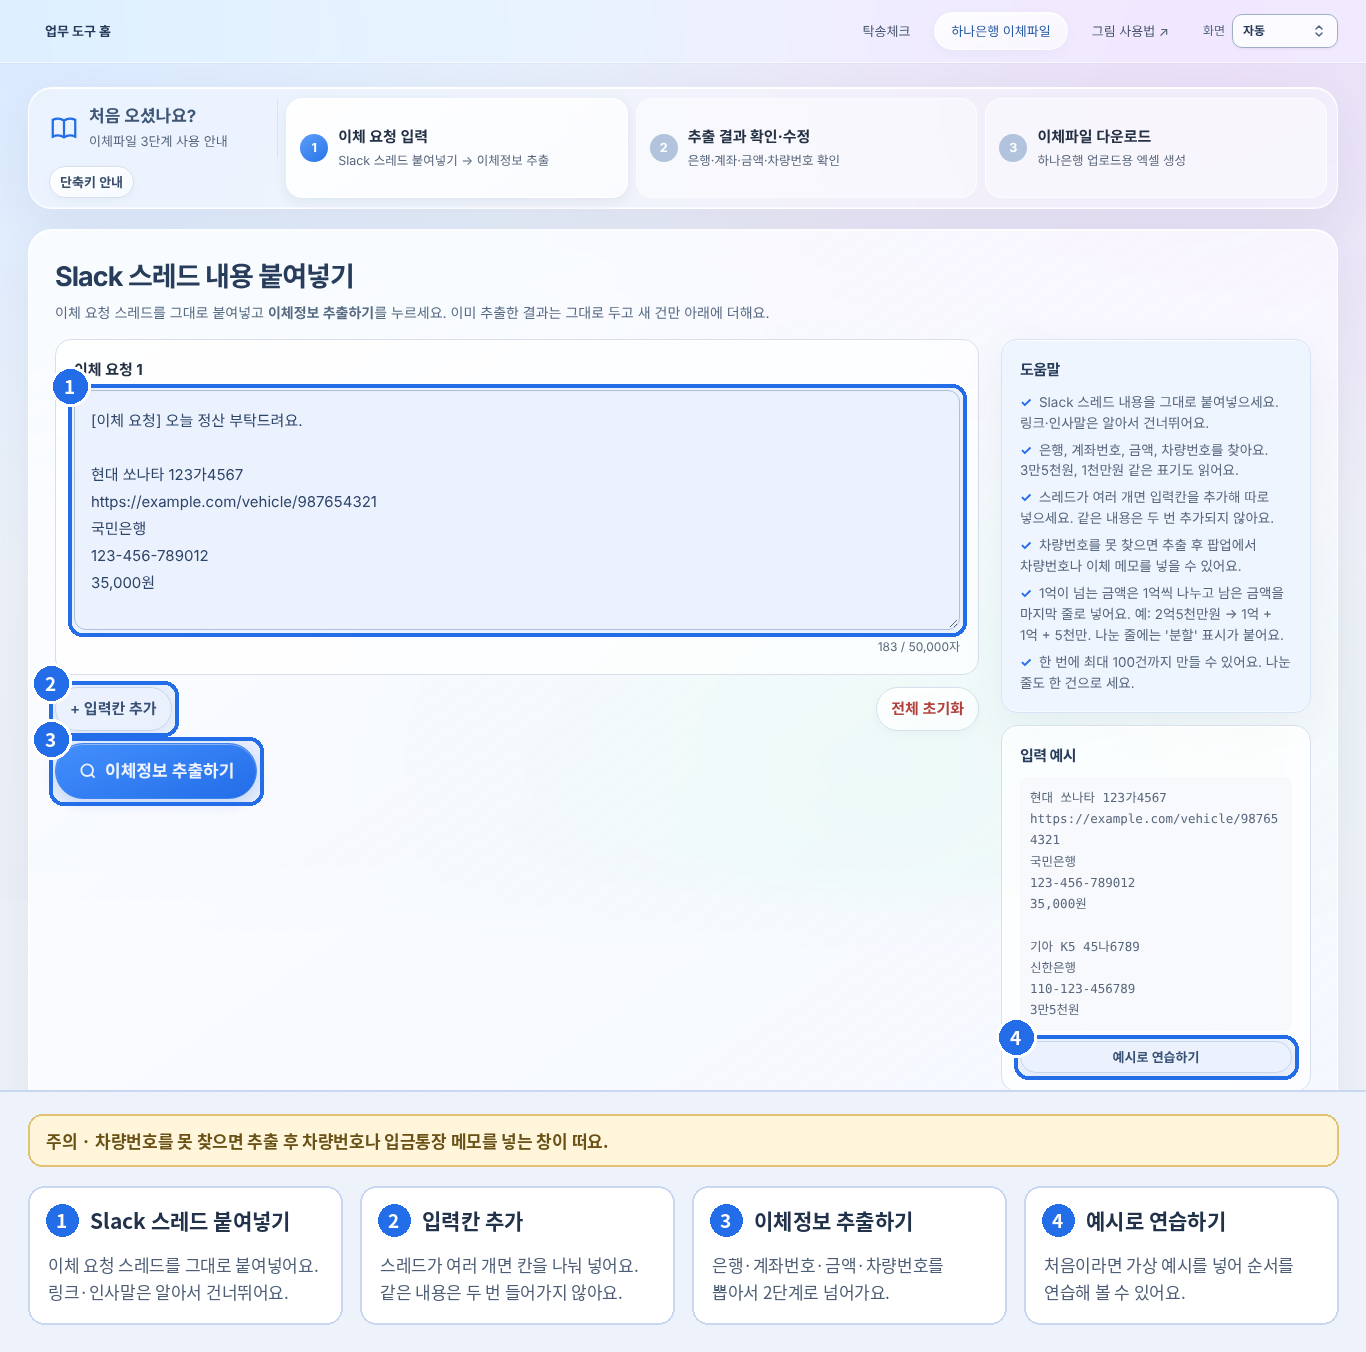 업무 도구 홈
탁송체크
하나은행 이체파일
그림 사용법 ↗
화면
자동
처음 오셨나요?
이체파일 3단계 사용 안내
단축키 안내
1
이체 요청 입력
Slack 스레드 붙여넣기 → 이체정보 추출
2
추출 결과 확인·수정
은행·계좌·금액·차량번호 확인
3
이체파일 다운로드
하나은행 업로드용 엑셀 생성
Slack 스레드 내용 붙여넣기
이체 요청 스레드를 그대로 붙여넣고 이체정보 추출하기를 누르세요. 이미 추출한 결과는 그대로 두고 새 건만 아래에 더해요.
이체 요청 1
1
[이체 요청] 오늘 정산 부탁드려요.
현대 쏘나타 123가4567
https://example.com/vehicle/987654321
국민은행
123-456-789012
35,000원
183 / 50,000자
2
+ 입력칸 추가
전체 초기화
3
이체정보 추출하기
도움말
✓ Slack 스레드 내용을 그대로 붙여넣으세요.
링크·인사말은 알아서 건너뛰어요.
✓ 은행, 계좌번호, 금액, 차량번호를 찾아요.
3만5천원, 1천만원 같은 표기도 읽어요.
✓ 스레드가 여러 개면 입력칸을 추가해 따로
넣으세요. 같은 내용은 두 번 추가되지 않아요.
✓ 차량번호를 못 찾으면 추출 후 팝업에서
차량번호나 이체 메모를 넣을 수 있어요.
✓ 1억이 넘는 금액은 1억씩 나누고 남은 금액을
마지막 줄로 넣어요. 예: 2억5천만원 → 1억 +
1억 + 5천만. 나눈 줄에는 '분할' 표시가 붙어요.
✓ 한 번에 최대 100건까지 만들 수 있어요. 나눈
줄도 한 건으로 세요.
입력 예시
현대 쏘나타 123가4567
https://example.com/vehicle/98765
4321
국민은행
123-456-789012
35,000원
기아 K5 45나6789
신한은행
110-123-456789
3만5천원
4
예시로 연습하기
주의 · 차량번호를 못 찾으면 추출 후 차량번호나 입금통장 메모를 넣는 창이 떠요.
1 Slack 스레드 붙여넣기
이체 요청 스레드를 그대로 붙여넣어요.
링크·인사말은 알아서 건너뛰어요.
2 입력칸 추가
스레드가 여러 개면 칸을 나눠 넣어요.
같은 내용은 두 번 들어가지 않아요.
3 이체정보 추출하기
은행·계좌번호·금액·차량번호를
뽑아서 2단계로 넘어가요.
4 예시로 연습하기
처음이라면 가상 예시를 넣어 순서를
연습해 볼 수 있어요.